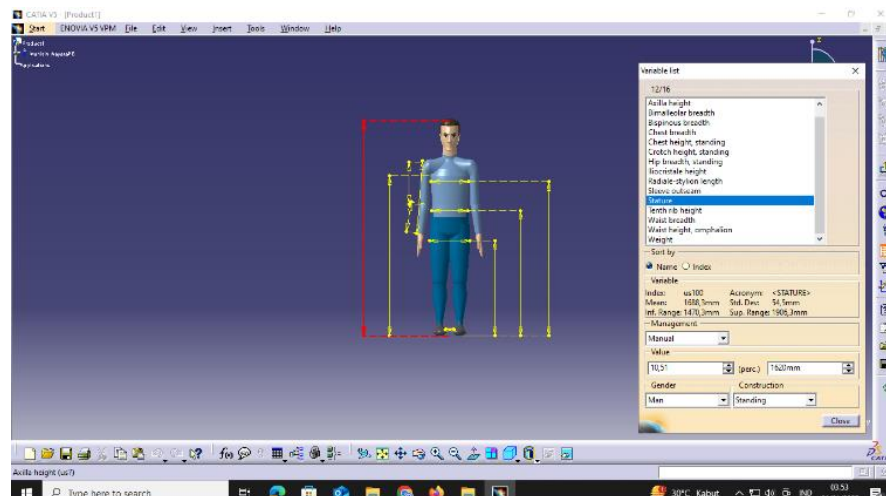 CATIA V5 - [Product1]
Start ENOVIA V5 VPM File Edit View Insert Tools Window Help
Product1
Applications
Variable list
12/16
Axilla height
Bimalleolar breadth
Bispinous breadth
Chest breadth
Chest height, standing
Crotch height, standing
Hip breadth, standing
Iliocristale height
Radiale-stylion length
Sleeve outseam
Stature
Tenth rib height
Waist breadth
Waist height, omphalion
Weight
Sort by
Name Index
Variable
Index: us100 Acronym: <STATURE>
Mean: 1688,3mm Std. Dev: 54,5mm
Inf. Range: 1470,3mm Sup. Range: 1906,3mm
Management
Manual
Value
10,51 (perc.) 1620mm
Gender Construction
Man Standing
Close
Axilla height (us7)
Type here to search
30°C Kabut IND 03.53